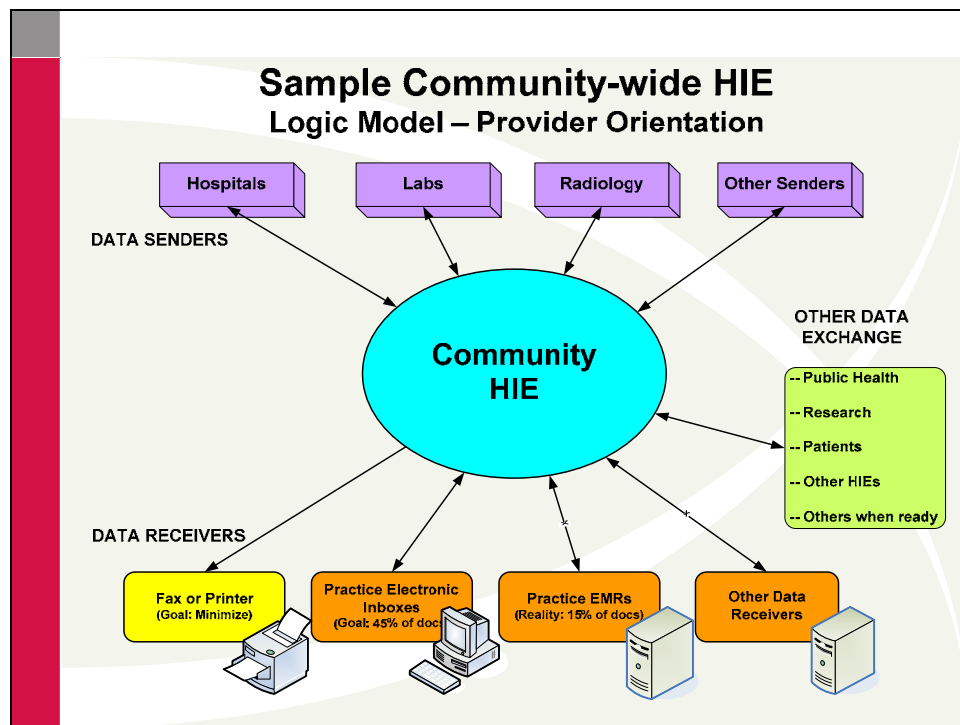 Sample Community-wide HIE
Logic Model – Provider Orientation
Hospitals
Labs
Radiology
Other Senders
DATA SENDERS
Community
HIE
OTHER DATA
EXCHANGE
-- Public Health
-- Research
-- Patients
-- Other HIEs
-- Others when ready
DATA RECEIVERS
Fax or Printer
(Goal: Minimize)
Practice Electronic
Inboxes
(Goal: 45% of docs)
Practice EMRs
(Reality: 15% of docs)
Other Data
Receivers